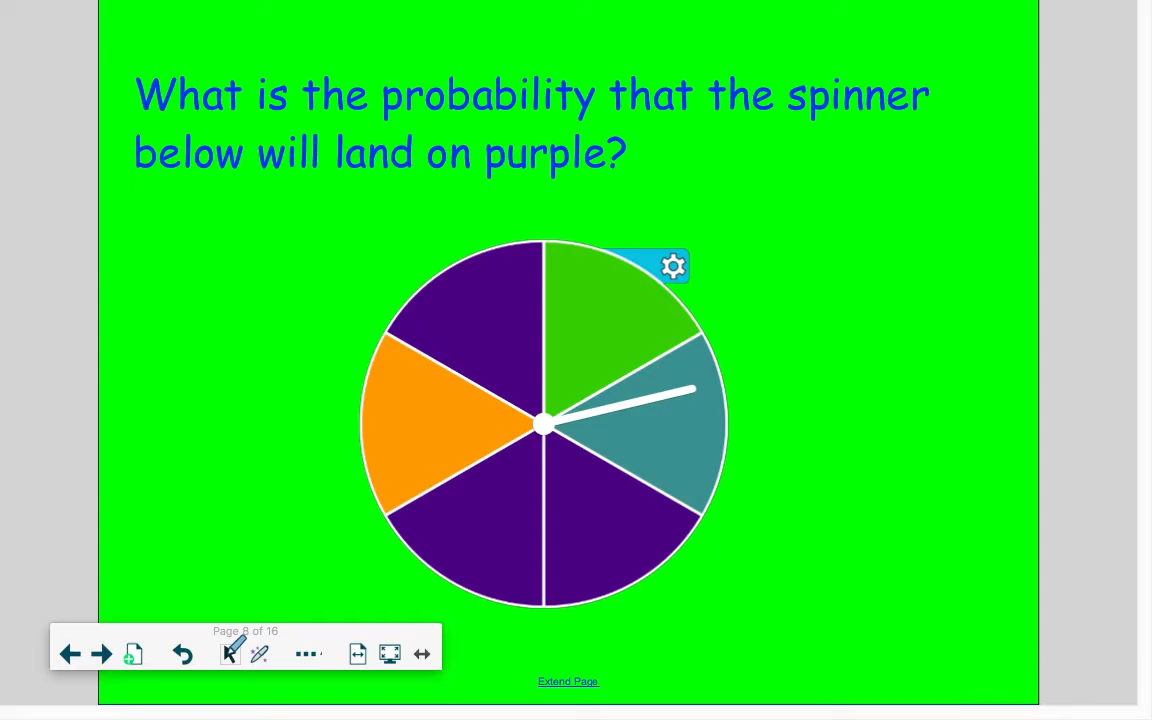 What is the probability that the spinner
below will land on purple?
Page 8 of 16
Extend Page